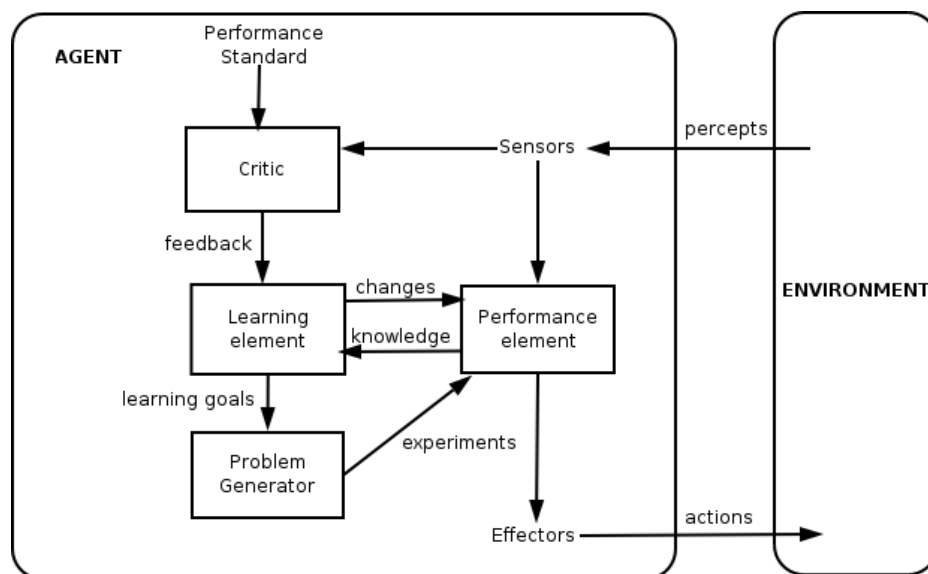 Performance
Standard
AGENT
percepts
Sensors
Critic
feedback
changes
ENVIRONMENT
Learning
element
Performance
element
knowledge
learning goals
experiments
Problem
Generator
actions
Effectors